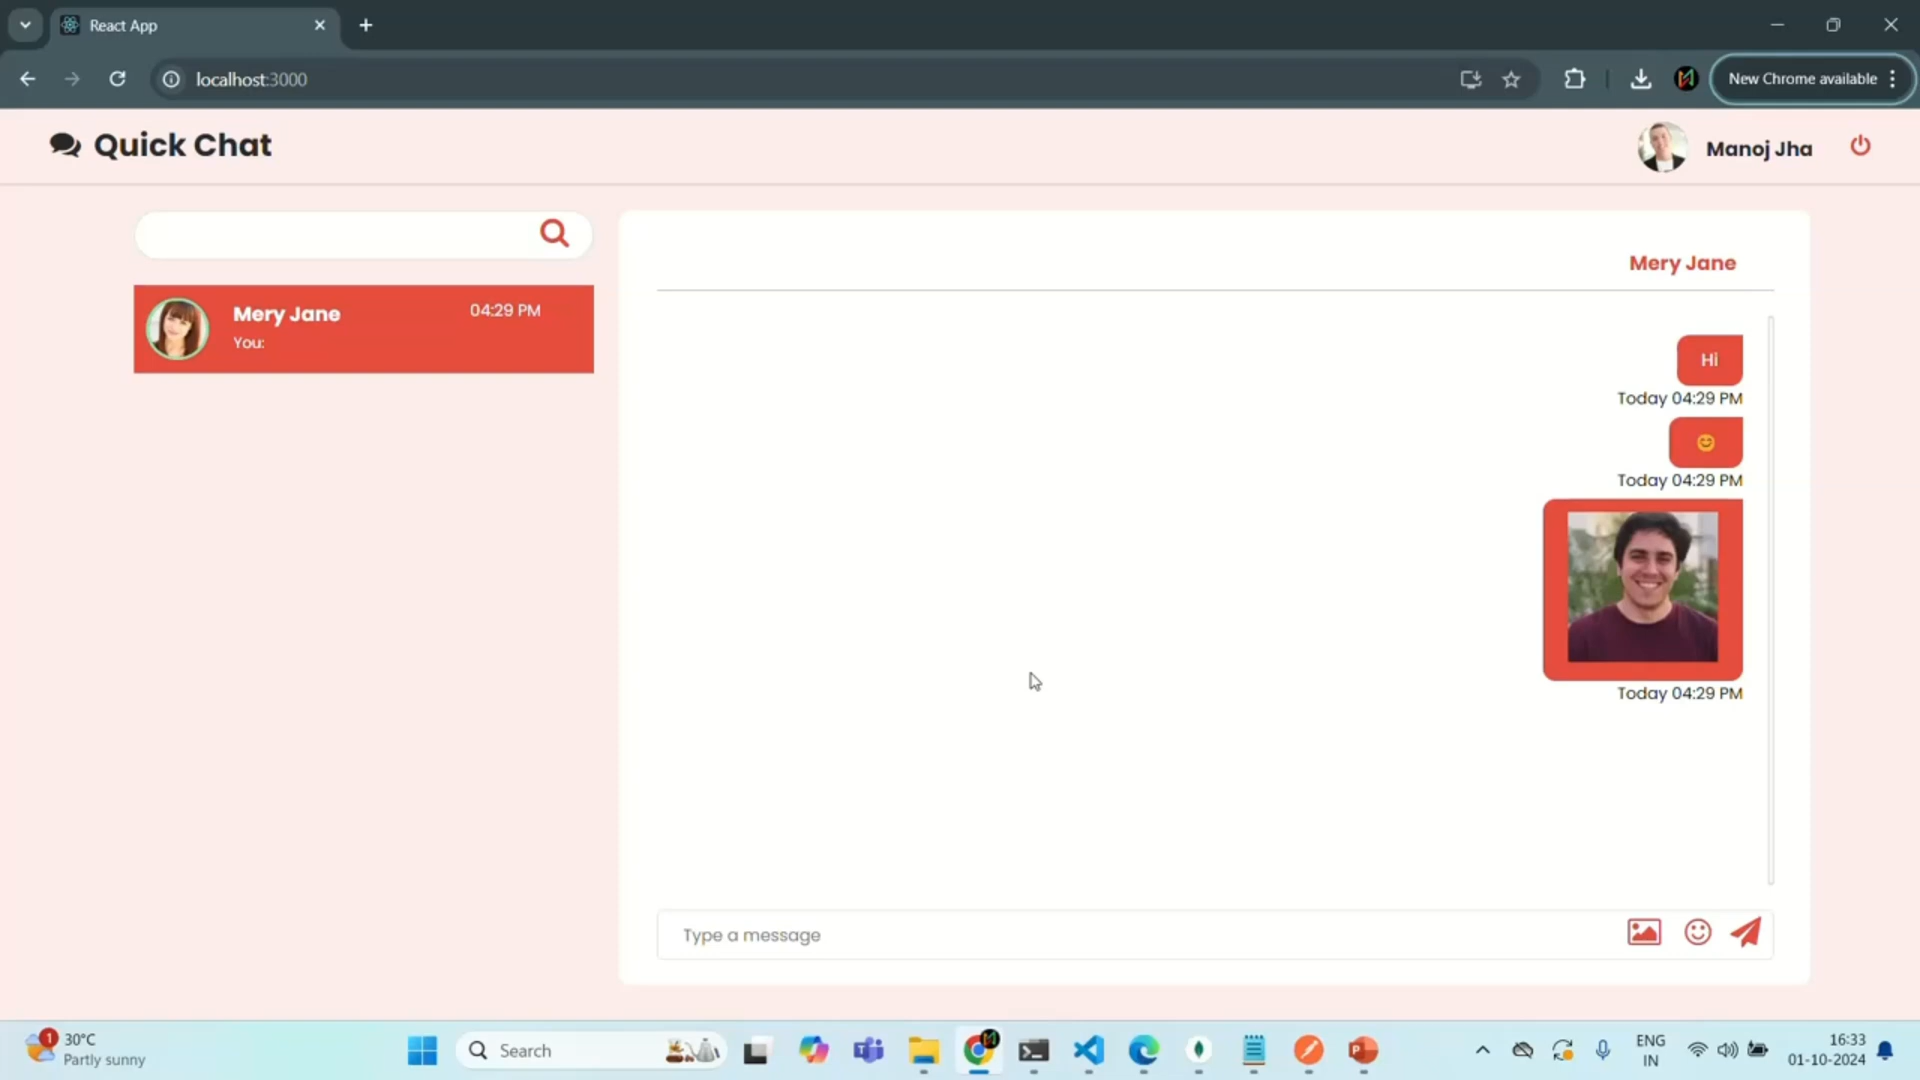 React App
localhost:3000
New Chrome available
Quick Chat
Manoj Jha
Mery Jane
04:29 PM
You:
Mery Jane
Hi
Today 04:29 PM
😊
Today 04:29 PM
Today 04:29 PM
Type a message
1
30°C
Partly sunny
Search
ENG
IN
16:33
01-10-2024